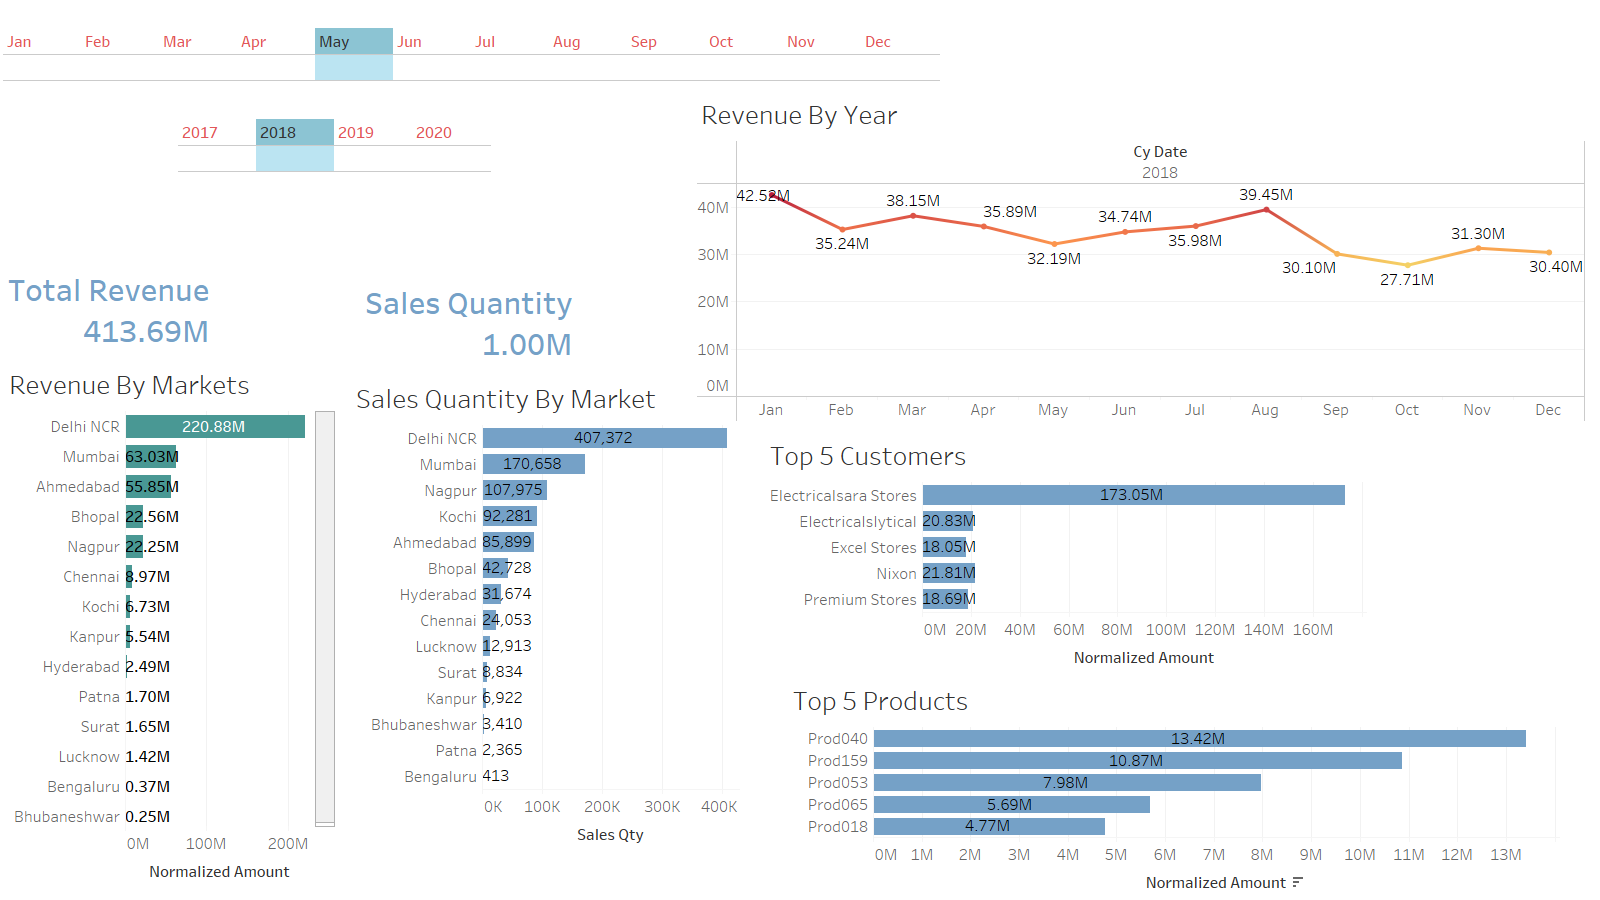 Jan Feb Mar Apr May Jun Jul Aug Sep Oct Nov Dec
2017 2018 2019 2020
Total Revenue
413.69M
Sales Quantity
1.00M
Revenue By Year
Cy Date
2018
40M
30M
20M
10M
0M
42.52M
35.24M
38.15M
35.89M
32.19M
34.74M
35.98M
39.45M
30.10M
27.71M
31.30M
30.40M
Jan Feb Mar Apr May Jun Jul Aug Sep Oct Nov Dec
Revenue By Markets
Delhi NCR 220.88M
Mumbai 63.03M
Ahmedabad 55.85M
Bhopal 22.56M
Nagpur 22.25M
Chennai 8.97M
Kochi 6.73M
Kanpur 5.54M
Hyderabad 2.49M
Patna 1.70M
Surat 1.65M
Lucknow 1.42M
Bengaluru 0.37M
Bhubaneshwar 0.25M
0M 100M 200M
Normalized Amount
Sales Quantity By Market
Delhi NCR 407,372
Mumbai 170,658
Nagpur 107,975
Kochi 92,281
Ahmedabad 85,899
Bhopal 42,728
Hyderabad 31,674
Chennai 24,053
Lucknow 12,913
Surat 8,834
Kanpur 6,922
Bhubaneshwar 3,410
Patna 2,365
Bengaluru 413
0K 100K 200K 300K 400K
Sales Qty
Top 5 Customers
Electricalsara Stores 173.05M
Electricalslytical 20.83M
Excel Stores 18.05M
Nixon 21.81M
Premium Stores 18.69M
0M 20M 40M 60M 80M 100M 120M 140M 160M
Normalized Amount
Top 5 Products
Prod040 13.42M
Prod159 10.87M
Prod053 7.98M
Prod065 5.69M
Prod018 4.77M
0M 1M 2M 3M 4M 5M 6M 7M 8M 9M 10M 11M 12M 13M
Normalized Amount